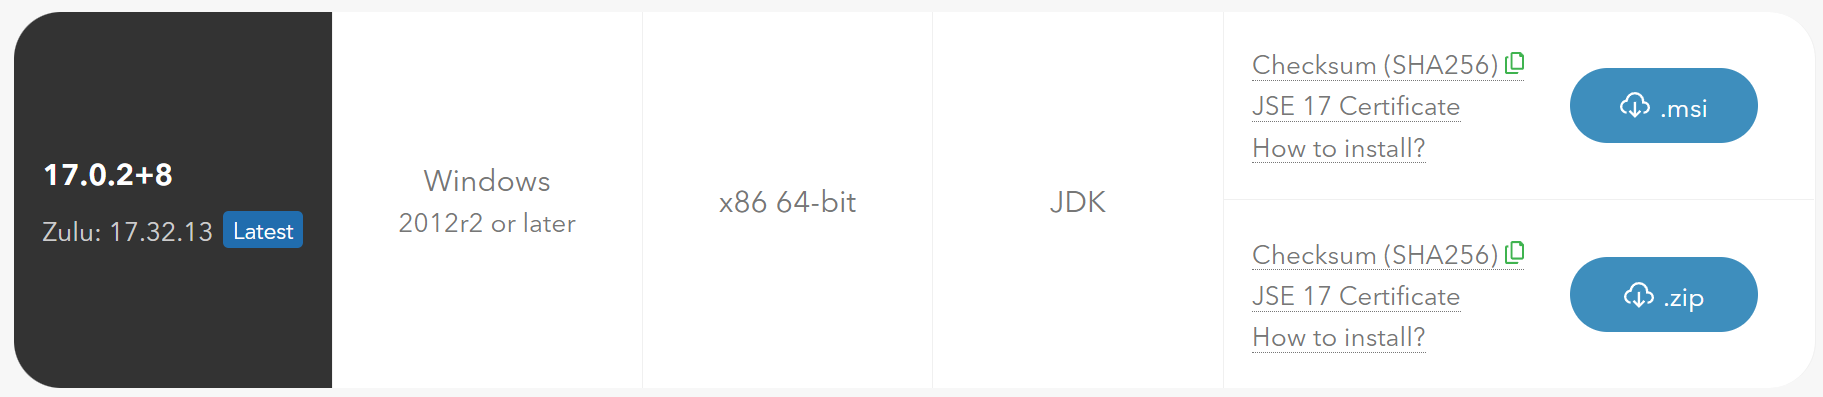 17.0.2+8
Zulu: 17.32.13 Latest
Windows
2012r2 or later
x86 64-bit
JDK
Checksum (SHA256)
JSE 17 Certificate
How to install?
.msi
Checksum (SHA256)
JSE 17 Certificate
How to install?
.zip